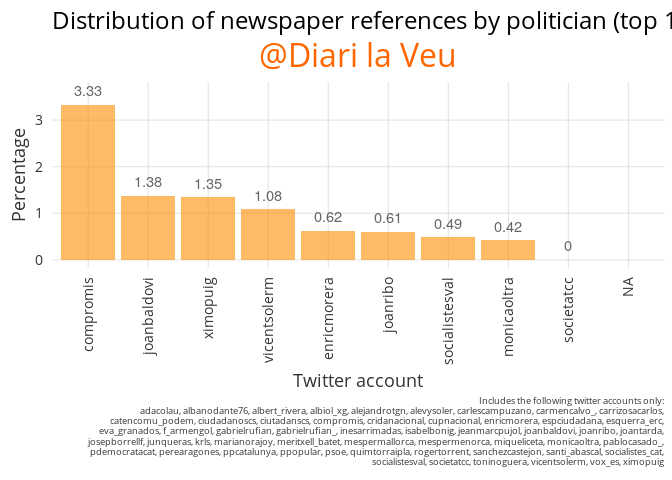 Distribution of newspaper references by politician (top 1
@Diari la Veu
Percentage
3
2
1
0
3.33
1.38
1.35
1.08
0.62
0.61
0.49
0.42
0
compromis
joanbaldovi
ximopuig
vicentsolerm
enricmorera
joanribo
socialistesval
monicaoltra
societatcc
NA
Twitter account
Includes the following twitter accounts only:
adacolau, albanodante76, albert_rivera, albiol_xg, alejandrotgn, alevysoler, carlescampuzano, carmencalvo_, carrizosacarlos,
catencomu_podem, ciudadanoscs, ciutadanscs, compromis, cridanacional, cupnacional, enricmorera, espciudadana, esquerra_erc,
eva_granados, f_armengol, gabrielrufian, gabrielrufian_, inesarrimadas, isabelbonig, jeanmarcpujol, joanbaldovi, joanribo, joantarda,
josepborrellf, junqueras, krls, marianorajoy, meritxell_batet, mespermallorca, mespermenorca, miqueliceta, monicaoltra, pablocasado_,
pdemocratacat, perearagones, ppcatalunya, ppopular, psoe, quimtorraipla, rogertorrent, sanchezcastejon, santi_abascal, socialistes_cat,
socialistesval, societatcc, toninoguera, vicentsolerm, vox_es, ximopuig